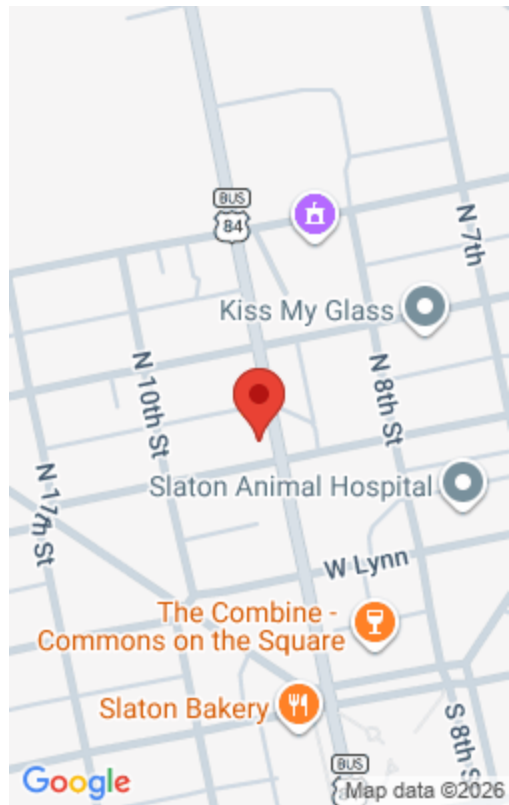 BUS
84
N 7th
Kiss My Glass
N 10th St
N 8th St
Slaton Animal Hospital
N 17th St
W Lynn
The Combine -
Commons on the Square
Slaton Bakery
S 8th S
BUS
Google
Map data ©2026